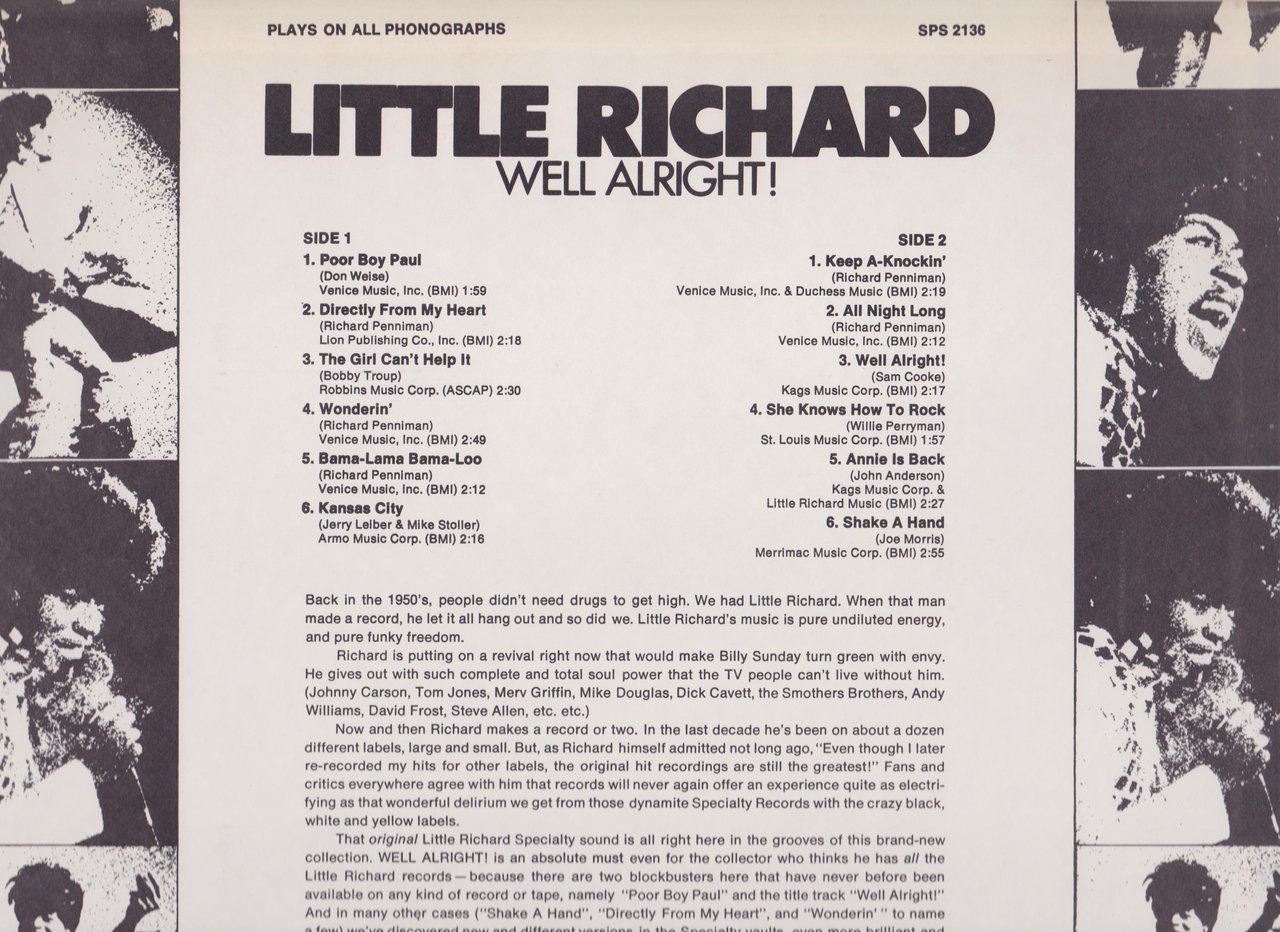 PLAYS ON ALL PHONOGRAPHS
SPS 2136
LITTLE RICHARD
WELL ALRIGHT!
SIDE 1
1. Poor Boy Paul
(Don Weise)
Venice Music, Inc. (BMI) 1:59
2. Directly From My Heart
(Richard Penniman)
Lion Publishing Co., Inc. (BMI) 2:18
3. The Girl Can't Help It
(Bobby Troup)
Robbins Music Corp. (ASCAP) 2:30
4. Wonderin'
(Richard Penniman)
Venice Music, Inc. (BMI) 2:49
5. Bama-Lama Bama-Loo
(Richard Penniman)
Venice Music, Inc. (BMI) 2:12
6. Kansas City
(Jerry Leiber & Mike Stoller)
Armo Music Corp. (BMI) 2:16
SIDE 2
1. Keep A-Knockin'
(Richard Penniman)
Venice Music, Inc. & Duchess Music (BMI) 2:19
2. All Night Long
(Richard Penniman)
Venice Music, Inc. (BMI) 2:12
3. Well Alright!
(Sam Cooke)
Kags Music Corp. (BMI) 2:17
4. She Knows How To Rock
(Willie Perryman)
St. Louis Music Corp. (BMI) 1:57
5. Annie Is Back
(John Anderson)
Kags Music Corp. &
Little Richard Music (BMI) 2:27
6. Shake A Hand
(Joe Morris)
Merrimac Music Corp. (BMI) 2:55
Back in the 1950's, people didn't need drugs to get high. We had Little Richard. When that man
made a record, he let it all hang out and so did we. Little Richard's music is pure undiluted energy,
and pure funky freedom.
Richard is putting on a revival right now that would make Billy Sunday turn green with envy.
He gives out with such complete and total soul power that the TV people can't live without him.
(Johnny Carson, Tom Jones, Merv Griffin, Mike Douglas, Dick Cavett, the Smothers Brothers, Andy
Williams, David Frost, Steve Allen, etc. etc.)
Now and then Richard makes a record or two. In the last decade he's been on about a dozen
different labels, large and small. But, as Richard himself admitted not long ago, "Even though I later
re-recorded my hits for other labels, the original hit recordings are still the greatest!" Fans and
critics everywhere agree with him that records will never again offer an experience quite as electri-
fying as that wonderful delirium we get from those dynamite Specialty Records with the crazy black,
white and yellow labels.
That original Little Richard Specialty sound is all right here in the grooves of this brand-new
collection. WELL ALRIGHT! is an absolute must even for the collector who thinks he has all the
Little Richard records — because there are two blockbusters here that have never before been
available on any kind of record or tape, namely "Poor Boy Paul" and the title track "Well Alright!"
And in many other cases ("Shake A Hand", "Directly From My Heart", and "Wonderin' " to name
a few) we've discovered new and different versions in the Specialty vaults, even more brilliant and